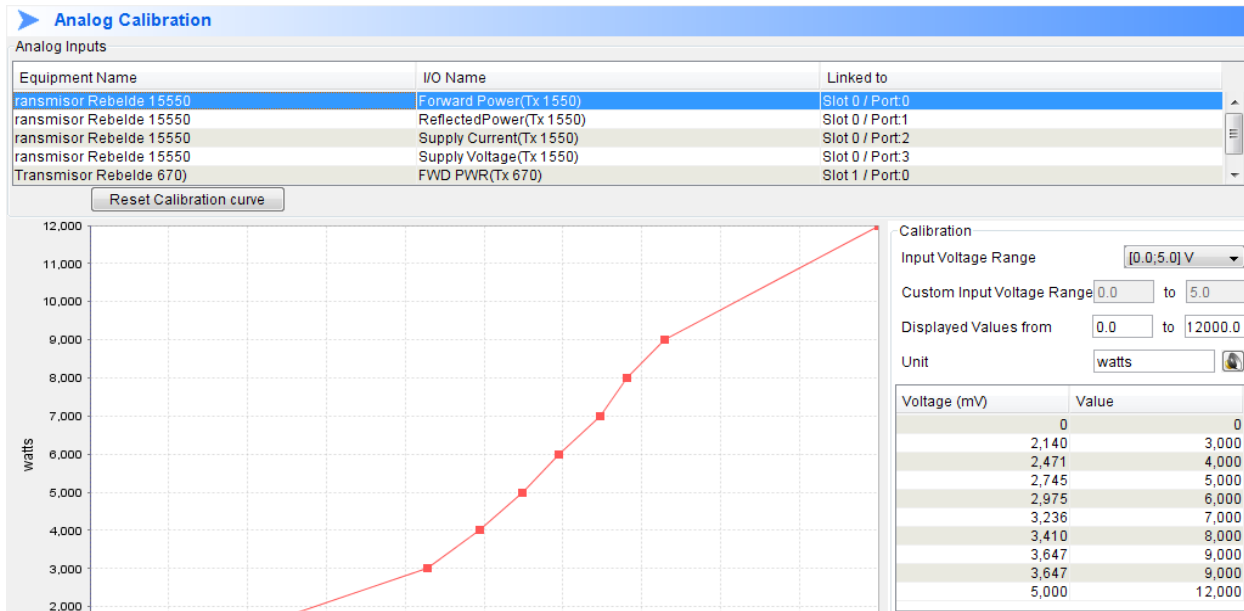 Analog Calibration
Analog Inputs
Equipment Name I/O Name Linked to
ransmisor Rebelde 15550 Forward Power(Tx 1550) Slot 0 / Port:0
ransmisor Rebelde 15550 ReflectedPower(Tx 1550) Slot 0 / Port:1
ransmisor Rebelde 15550 Supply Current(Tx 1550) Slot 0 / Port:2
ransmisor Rebelde 15550 Supply Voltage(Tx 1550) Slot 0 / Port:3
Transmisor Rebelde 670) FWD PWR(Tx 670) Slot 1 / Port:0
Reset Calibration curve
12,000
11,000
10,000
9,000
8,000
7,000
6,000
5,000
4,000
3,000
2,000
watts
Calibration
Input Voltage Range [0.0;5.0] V
Custom Input Voltage Range 0.0 to 5.0
Displayed Values from 0.0 to 12000.0
Unit watts
Voltage (mV) Value
0 0
2,140 3,000
2,471 4,000
2,745 5,000
2,975 6,000
3,236 7,000
3,410 8,000
3,647 9,000
3,647 9,000
5,000 12,000